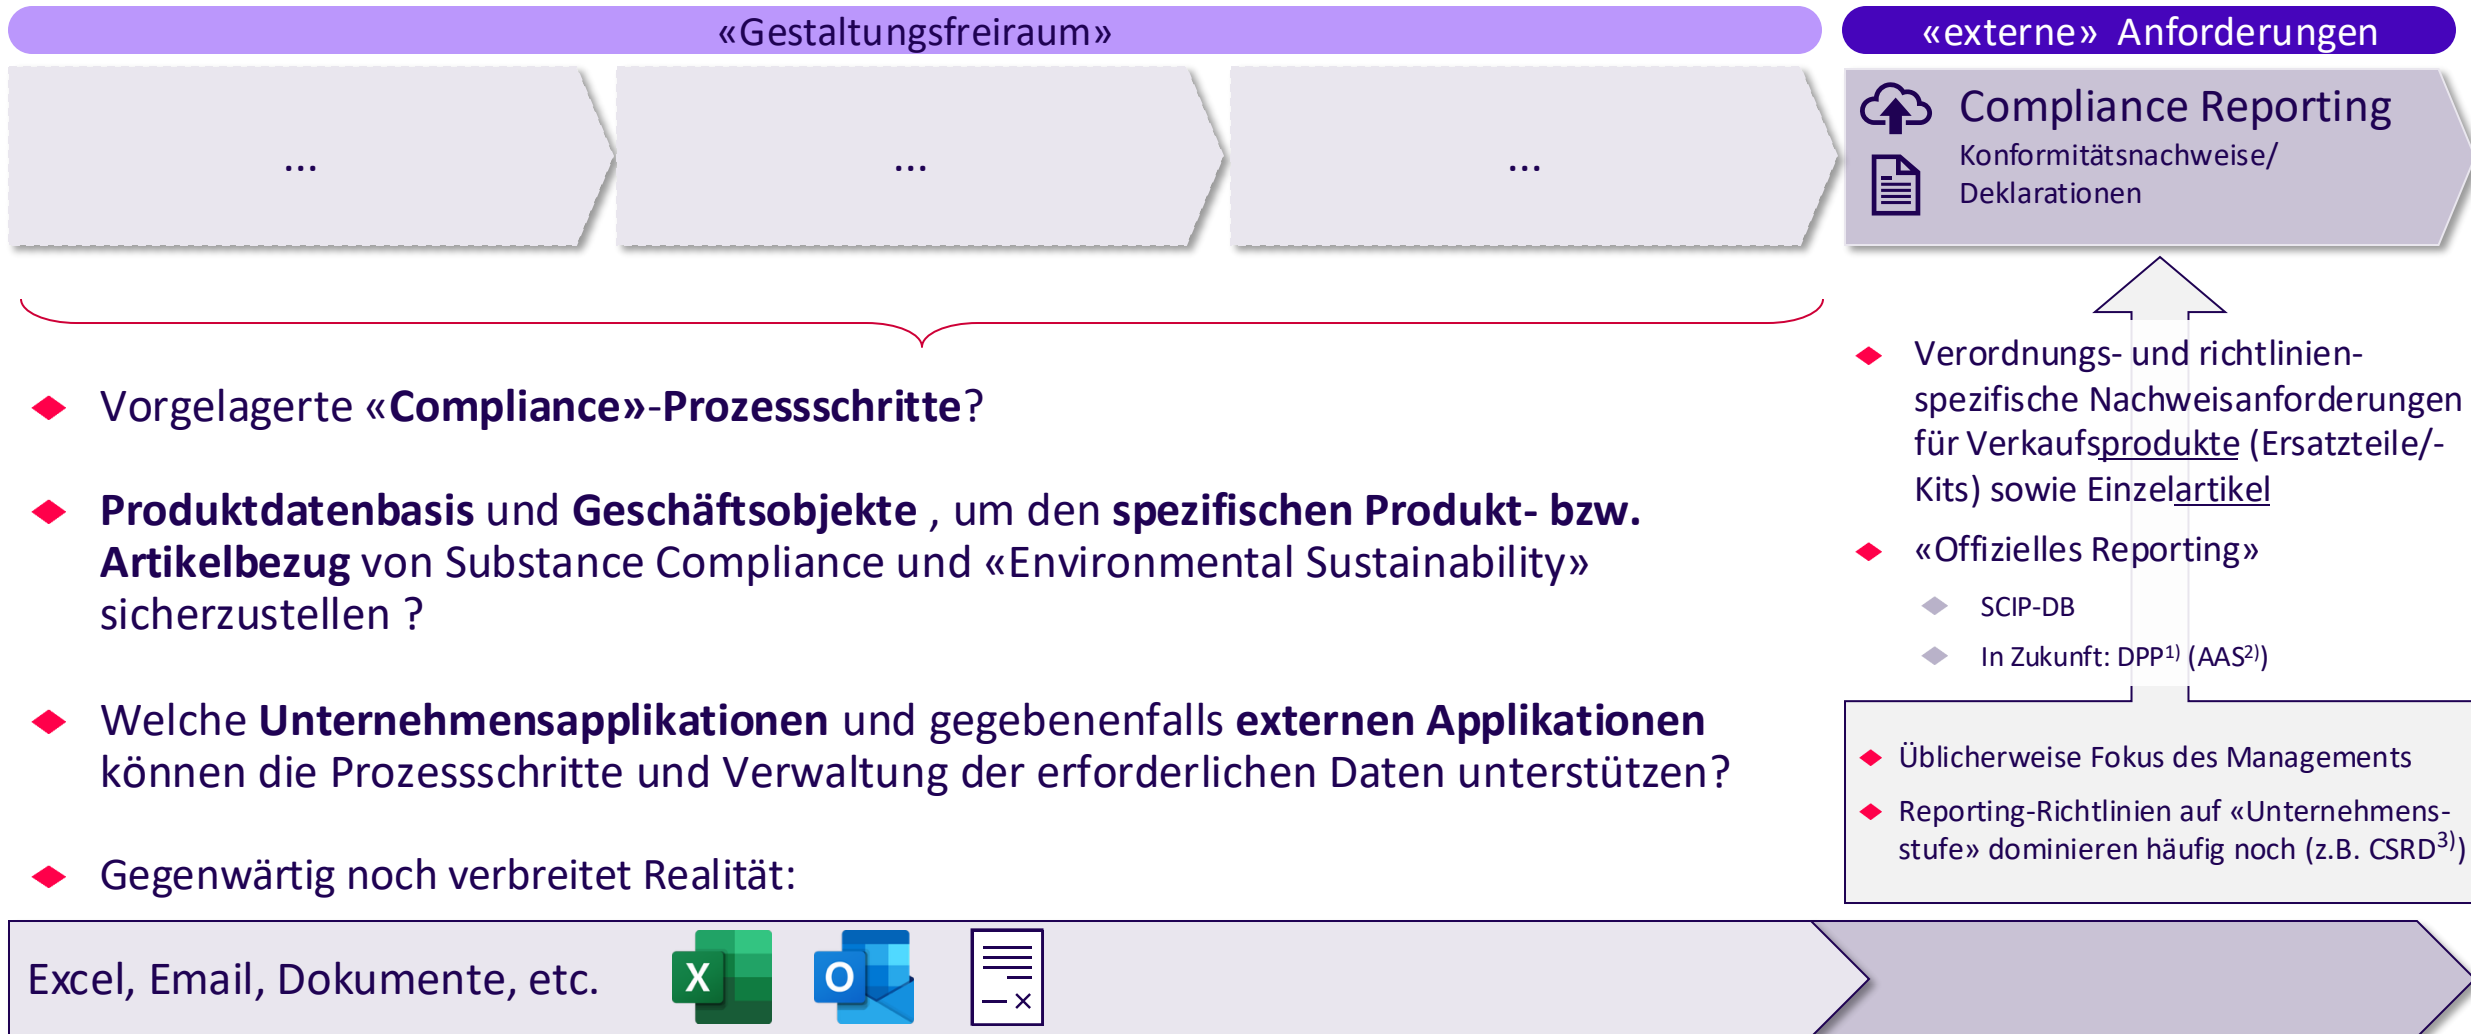 «Gestaltungsfreiraum»
«externe» Anforderungen
...
...
...
Compliance Reporting
Konformitätsnachweise/
Deklarationen
Vorgelagerte «Compliance»-Prozessschritte?
Produktdatenbasis und Geschäftsobjekte , um den spezifischen Produkt- bzw.
Artikelbezug von Substance Compliance und «Environmental Sustainability»
sicherzustellen ?
Welche Unternehmensapplikationen und gegebenenfalls externen Applikationen
können die Prozessschritte und Verwaltung der erforderlichen Daten unterstützen?
Gegenwärtig noch verbreitet Realität:
Verordnungs- und richtlinien-
spezifische Nachweisanforderungen
für Verkaufsprodukte (Ersatzteile/-
Kits) sowie Einzelartikel
«Offizielles Reporting»
SCIP-DB
In Zukunft: DPP1) (AAS2))
Üblicherweise Fokus des Managements
Reporting-Richtlinien auf «Unternehmens-
stufe» dominieren häufig noch (z.B. CSRD3))
Excel, Email, Dokumente, etc.
X
O